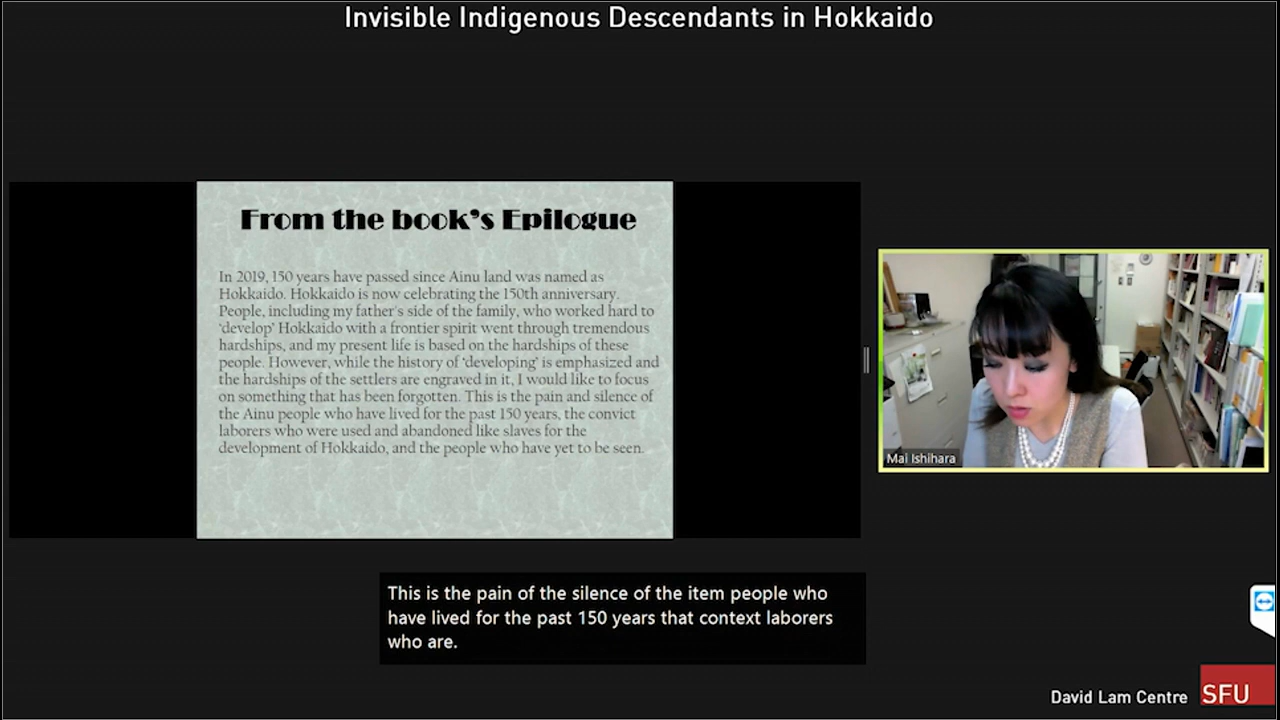 Invisible Indigenous Descendants in Hokkaido
From the book's Epilogue
In 2019, 150 years have passed since Ainu land was named as
Hokkaido. Hokkaido is now celebrating the 150th anniversary.
People, including my father's side of the family, who worked hard to
'develop' Hokkaido with a frontier spirit went through tremendous
hardships, and my present life is based on the hardships of these
people. However, while the history of 'developing' is emphasized and
the hardships of the settlers are engraved in it, I would like to focus
on something that has been forgotten. This is the pain and silence of
the Ainu people who have lived for the past 150 years, the convict
laborers who were used and abandoned like slaves for the
development of Hokkaido, and the people who have yet to be seen.
Mai Ishihara
This is the pain of the silence of the item people who
have lived for the past 150 years that context laborers
who are.
David Lam Centre
SFU